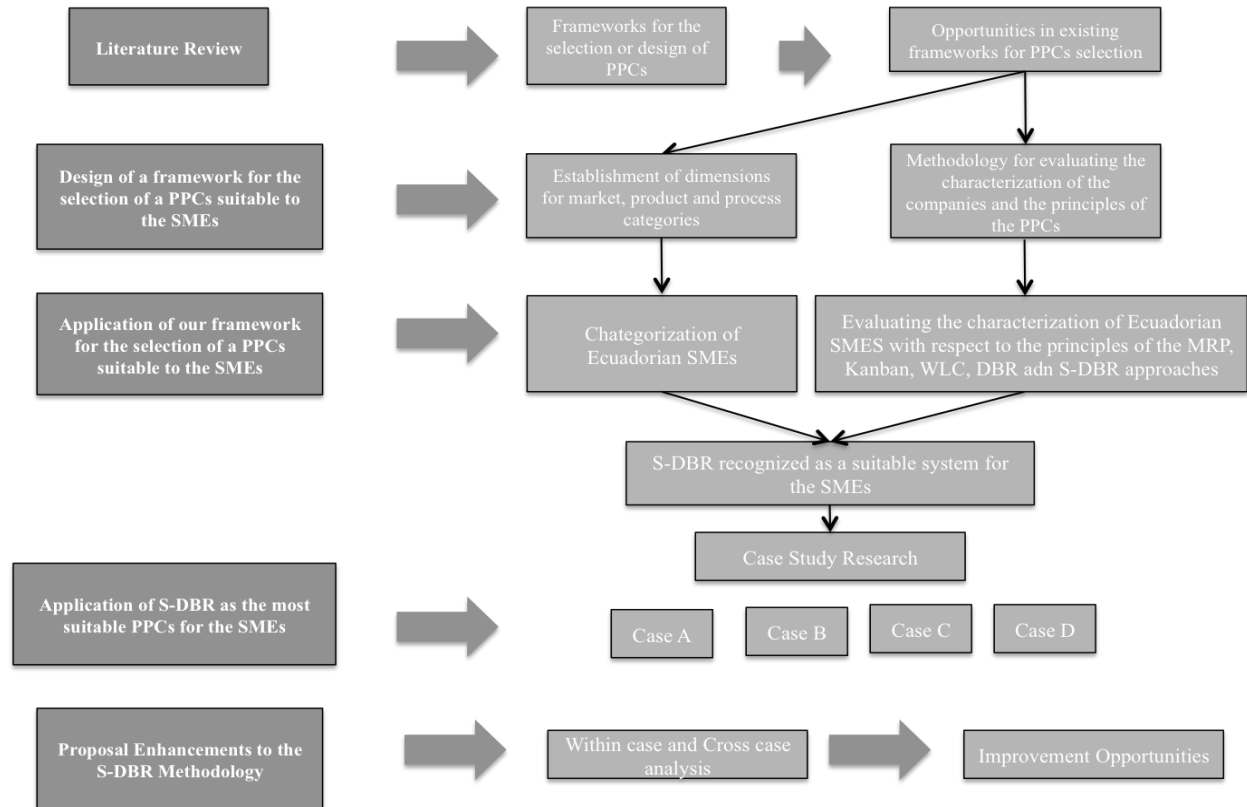 Literature Review
Frameworks for the
selection or design of
PPCs
Opportunities in existing
frameworks for PPCs selection
Design of a framework for the
selection of a PPCs suitable to
the SMEs
Establishment of dimensions
for market, product and process
categories
Methodology for evaluating the
characterization of the
companies and the principles of
the PPCs
Application of our framework
for the selection of a PPCs
suitable to the SMEs
Chategorization of
Ecuadorian SMEs
Evaluating the characterization of Ecuadorian
SMES with respect to the principles of the MRP,
Kanban, WLC, DBR adn S-DBR approaches
S-DBR recognized as a suitable system for
the SMEs
Case Study Research
Application of S-DBR as the most
suitable PPCs for the SMEs
Case A
Case B
Case C
Case D
Proposal Enhancements to the
S-DBR Methodology
Within case and Cross case
analysis
Improvement Opportunities